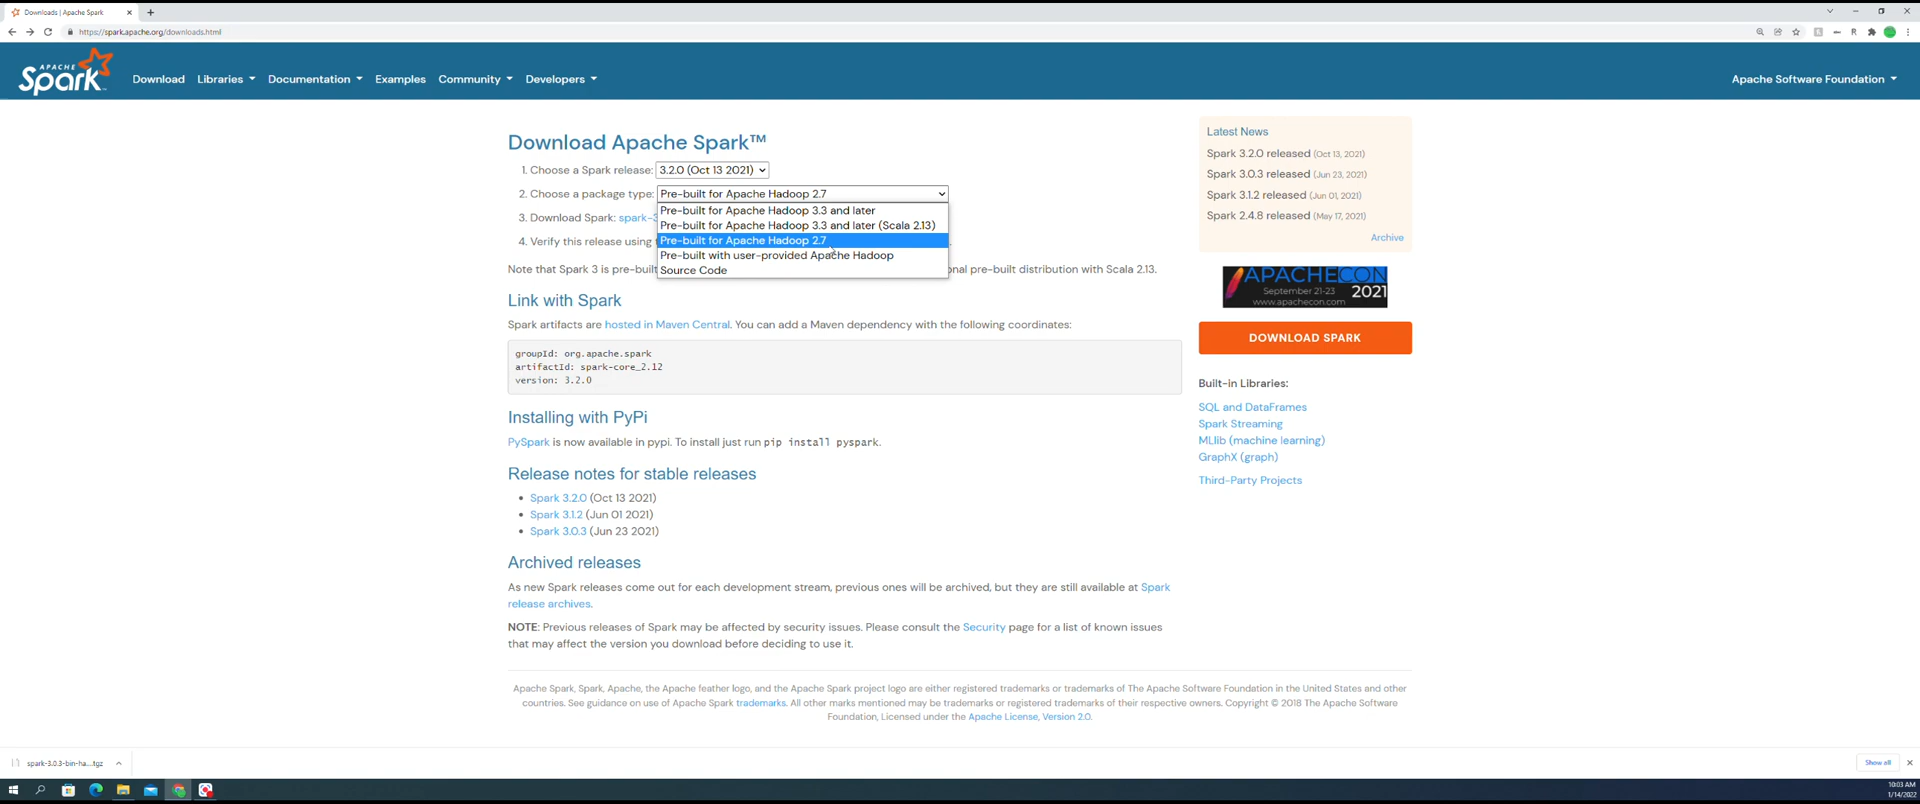 Downloads | Apache Spark
https://spark.apache.org/downloads.html
APACHE
Spark
Download Libraries Documentation Examples Community Developers Apache Software Foundation
Download Apache Spark™
1. Choose a Spark release: 3.2.0 (Oct 13 2021)
2. Choose a package type: Pre-built for Apache Hadoop 2.7
Pre-built for Apache Hadoop 3.3 and later
3. Download Spark: spark-3
Pre-built for Apache Hadoop 3.3 and later (Scala 2.13)
4. Verify this release using
Pre-built for Apache Hadoop 2.7
Pre-built with user-provided Apache Hadoop
Source Code
Note that Spark 3 is pre-built onal pre-built distribution with Scala 2.13.
Link with Spark
Spark artifacts are hosted in Maven Central. You can add a Maven dependency with the following coordinates:
groupId: org.apache.spark
artifactId: spark-core_2.12
version: 3.2.0
Installing with PyPi
PySpark is now available in pypi. To install just run pip install pyspark.
Release notes for stable releases
Spark 3.2.0 (Oct 13 2021)
Spark 3.1.2 (Jun 01 2021)
Spark 3.0.3 (Jun 23 2021)
Archived releases
As new Spark releases come out for each development stream, previous ones will be archived, but they are still available at Spark
release archives.
NOTE: Previous releases of Spark may be affected by security issues. Please consult the Security page for a list of known issues
that may affect the version you download before deciding to use it.
Latest News
Spark 3.2.0 released (Oct 13, 2021)
Spark 3.0.3 released (Jun 23, 2021)
Spark 3.1.2 released (Jun 01, 2021)
Spark 2.4.8 released (May 17, 2021)
Archive
APACHECON
September 21-23 2021
www.apachecon.com
DOWNLOAD SPARK
Built-in Libraries:
SQL and DataFrames
Spark Streaming
MLlib (machine learning)
GraphX (graph)
Third-Party Projects
Apache Spark, Spark, Apache, the Apache feather logo, and the Apache Spark project logo are either registered trademarks or trademarks of The Apache Software Foundation in the United States and other
countries. See guidance on use of Apache Spark trademarks. All other marks mentioned may be trademarks or registered trademarks of their respective owners. Copyright © 2018 The Apache Software
Foundation, Licensed under the Apache License, Version 2.0.
spark-3.0.3-bin-ha....tgz
Show all
10:03 AM
1/14/2022